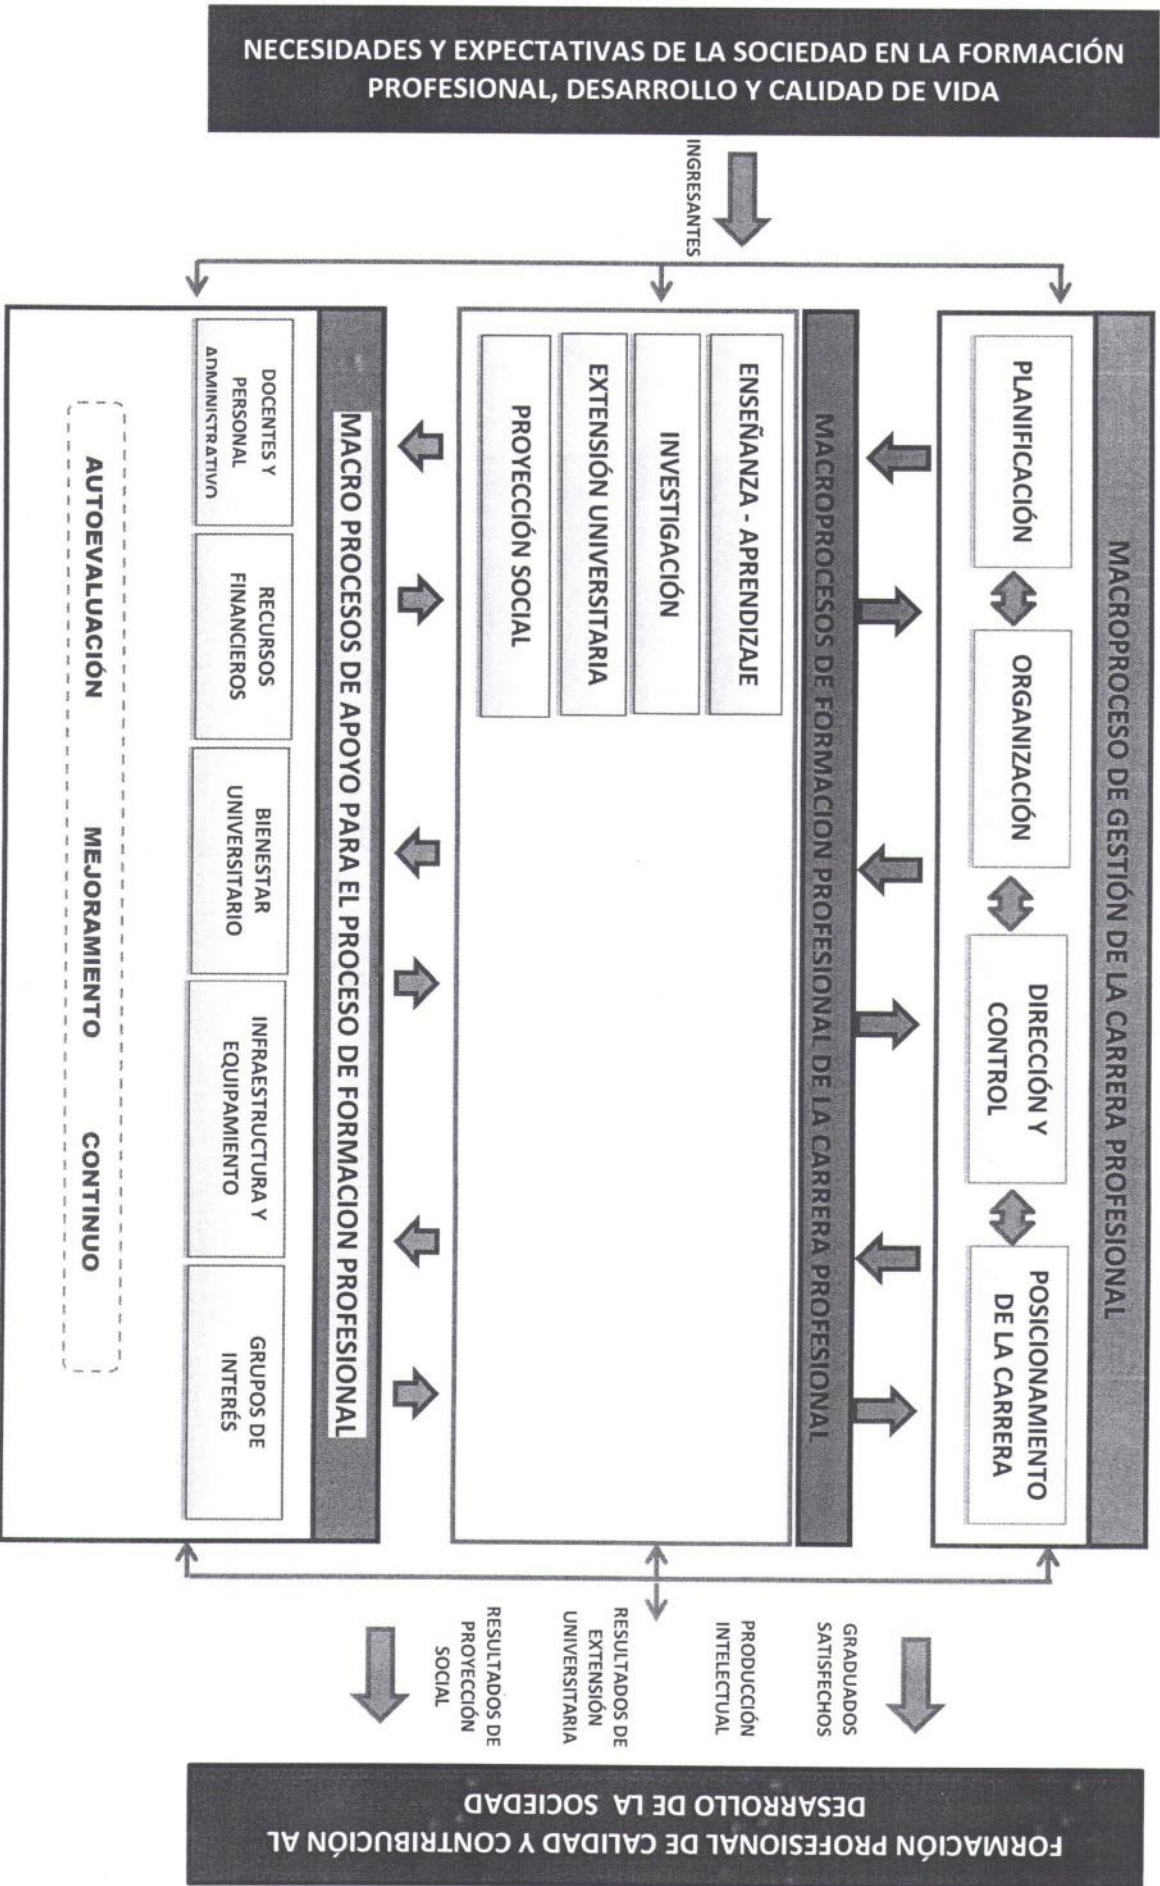 NECESIDADES Y EXPECTATIVAS DE LA SOCIEDAD EN LA FORMACIÓN
PROFESIONAL, DESARROLLO Y CALIDAD DE VIDA
INGRESANTES
MACROPROCESO DE GESTIÓN DE LA CARRERA PROFESIONAL
PLANIFICACIÓN
ORGANIZACIÓN
DIRECCIÓN Y
CONTROL
POSICIONAMIENTO
DE LA CARRERA
MACROPROCESOS DE FORMACION PROFESIONAL DE LA CARRERA PROFESIONAL
ENSEÑANZA - APRENDIZAJE
INVESTIGACIÓN
EXTENSIÓN UNIVERSITARIA
PROYECCIÓN SOCIAL
MACRO PROCESOS DE APOYO PARA EL PROCESO DE FORMACION PROFESIONAL
DOCENTES Y
PERSONAL
ADMINISTRATIVO
RECURSOS
FINANCIEROS
BIENESTAR
UNIVERSITARIO
INFRAESTRUCTURA Y
EQUIPAMIENTO
GRUPOS DE
INTERÉS
AUTOEVALUACIÓN MEJORAMIENTO CONTINUO
GRADUADOS
SATISFECHOS
PRODUCCIÓN
INTELECTUAL
RESULTADOS DE
EXTENSIÓN
UNIVERSITARIA
RESULTADOS DE
PROYECCIÓN
SOCIAL
FORMACIÓN PROFESIONAL DE CALIDAD Y CONTRIBUCIÓN AL
DESARROLLO DE LA SOCIEDAD